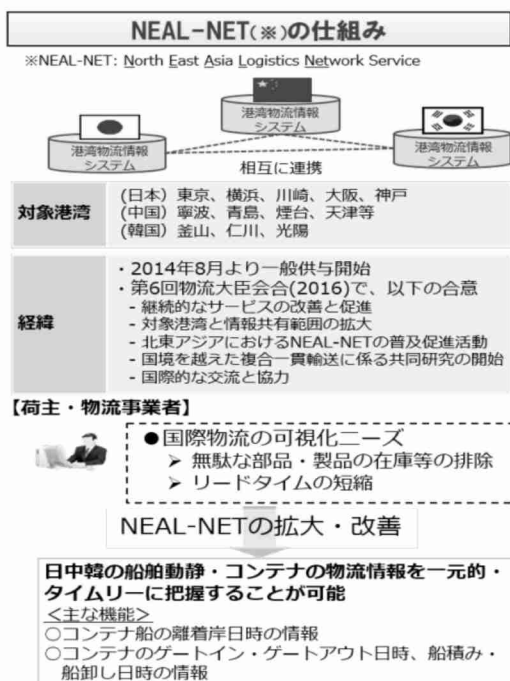 NEAL-NET(※)の仕組み
※NEAL-NET: North East Asia Logistics Network Service
港湾物流情報
システム
港湾物流情報
システム
港湾物流情報
システム
相互に連携
対象港湾
(日本) 東京、横浜、川崎、大阪、神戸
(中国) 寧波、青島、煙台、天津等
(韓国) 釜山、仁川、光陽
経緯
・2014年8月より一般供与開始
・第6回物流大臣会合(2016)で、以下の合意
- 継続的なサービスの改善と促進
- 対象港湾と情報共有範囲の拡大
- 北東アジアにおけるNEAL-NETの普及促進活動
- 国境を越えた複合一貫輸送に係る共同研究の開始
- 国際的な交流と協力
【荷主・物流事業者】
●国際物流の可視化ニーズ
➢ 無駄な部品・製品の在庫等の排除
➢ リードタイムの短縮
NEAL-NETの拡大・改善
日中韓の船舶動静・コンテナの物流情報を一元的・
タイムリーに把握することが可能
<主な機能>
○コンテナ船の離着岸日時の情報
○コンテナのゲートイン・ゲートアウト日時、船積み・
船卸し日時の情報